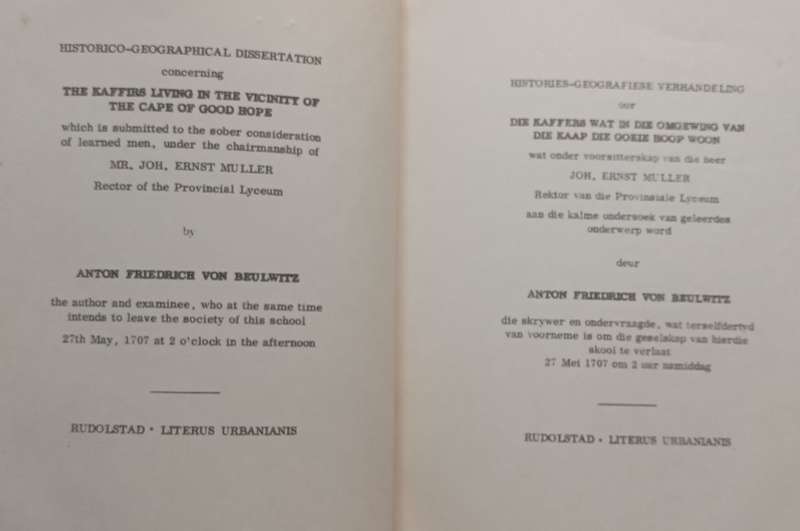 HISTORICO-GEOGRAPHICAL DISSERTATION
concerning
THE KAFFIRS LIVING IN THE VICINITY OF
THE CAPE OF GOOD HOPE
which is submitted to the sober consideration
of learned men, under the chairmanship of
MR. JOH. ERNST MULLER
Rector of the Provincial Lyceum
by
ANTON FRIEDRICH VON BEULWITZ
the author and examinee, who at the same time
intends to leave the society of this school
27th May, 1707 at 2 o'clock in the afternoon
RUDOLSTAD • LITERUS URBANIANIS
HISTORIES-GEOGRAFIESE VERHANDELING
oor
DIE KAFFERS WAT IN DIE OMGEWING VAN
DIE KAAP DIE GOEIE HOOP WOON
wat onder voorsitterskap van die heer
JOH. ERNST MULLER
Rektor van die Provinsiale Lyceum
aan die kalme ondersoek van geleerdes
onderwerp word
deur
ANTON FRIEDRICH VON BEULWITZ
die skrywer en ondervraagde, wat terselfdertyd
van voorneme is om die geselskap van hierdie
skool te verlaat
27 Mei 1707 om 2 uur namiddag
RUDOLSTAD • LITERUS URBANIANIS